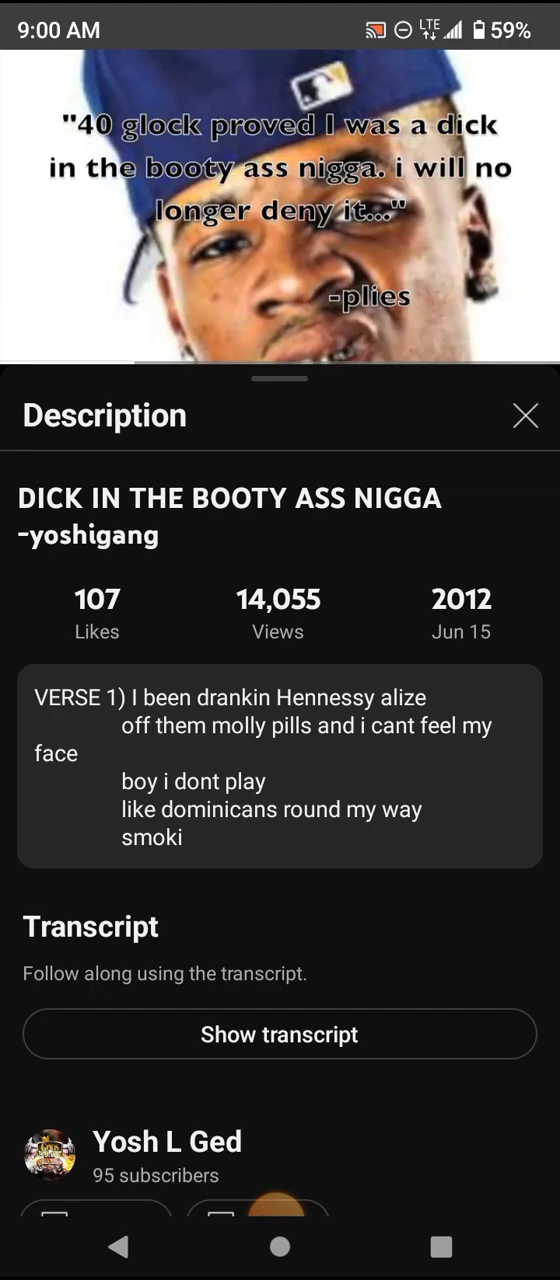 9:00 AM
LTE
59%
"40 glock proved I was a dick
in the booty ass nigga. i will no
longer deny it..."
-plies
Description
DICK IN THE BOOTY ASS NIGGA
-yoshigang
107
14,055
2012
Likes
Views
Jun 15
VERSE 1) I been drankin Hennessy alize
off them molly pills and i cant feel my
face
boy i dont play
like dominicans round my way
smoki
Transcript
Follow along using the transcript.
Show transcript
Yosh L Ged
95 subscribers